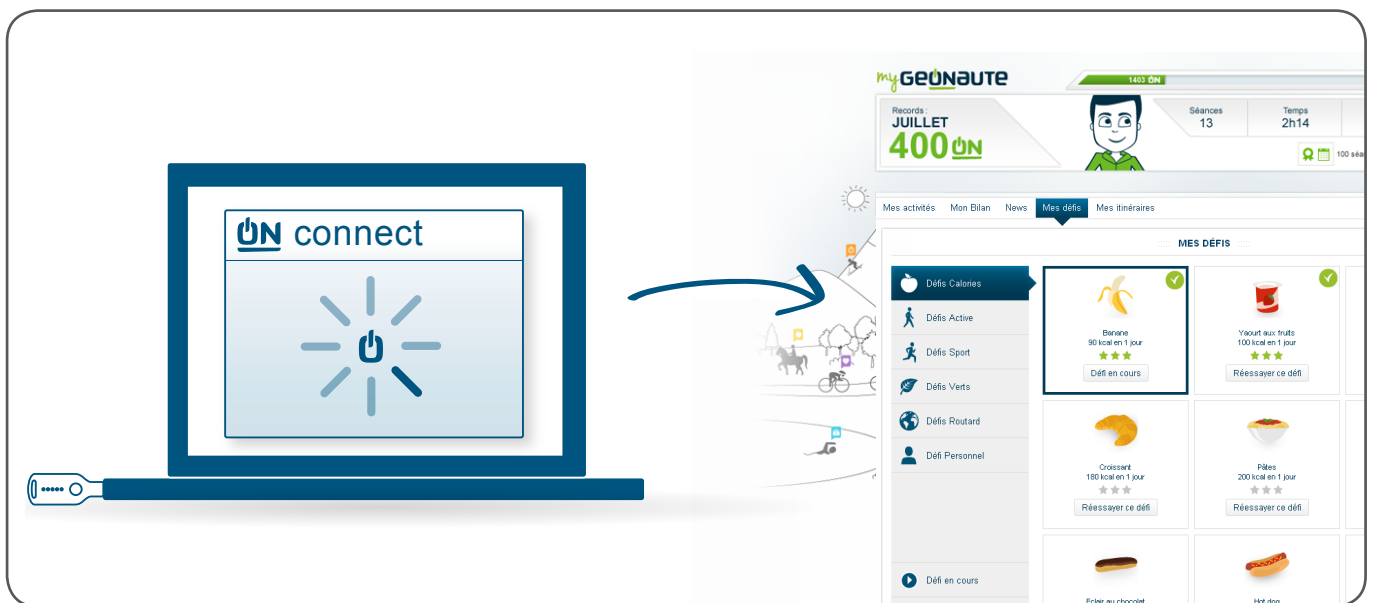 ON connect
myGEONAUTE
1403 ON
Records :
JUILLET
400 ON
Séances
13
Temps
2h14
100 séa
Mes activités
Mon Bilan
News
Mes défis
Mes itinéraires
MES DÉFIS
Défis Calories
Défis Active
Défis Sport
Défis Verts
Défis Routard
Défi Personnel
Défi en cours
Banane
90 kcal en 1 jour
Défi en cours
Yaourt aux fruits
100 kcal en 1 jour
Réessayer ce défi
Croissant
180 kcal en 1 jour
Réessayer ce défi
Pâtes
200 kcal en 1 jour
Réessayer ce défi
Eclair au chocolat
Hot dog